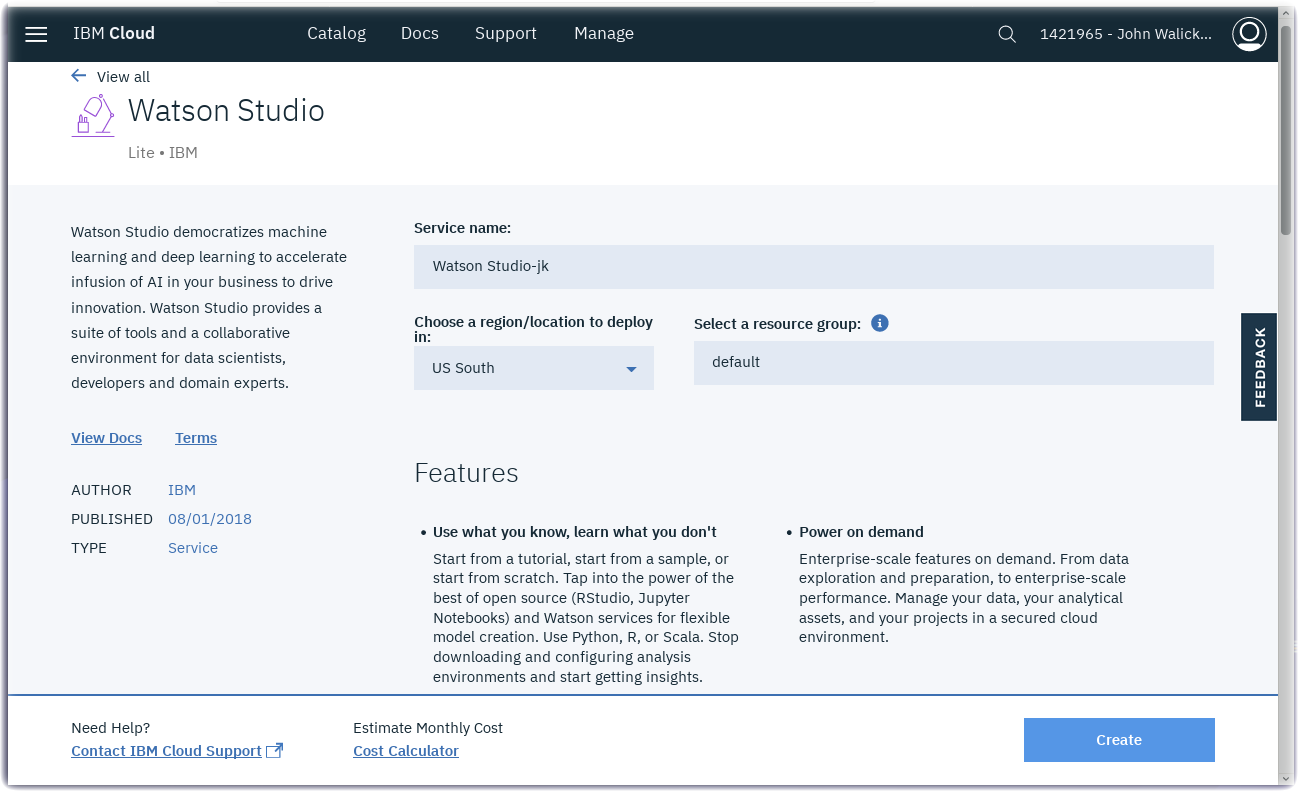 IBM Cloud
Catalog
Docs
Support
Manage
1421965 - John Walick...
View all
Watson Studio
Lite • IBM
Watson Studio democratizes machine
learning and deep learning to accelerate
infusion of AI in your business to drive
innovation. Watson Studio provides a
suite of tools and a collaborative
environment for data scientists,
developers and domain experts.
View Docs
Terms
AUTHOR IBM
PUBLISHED 08/01/2018
TYPE Service
Service name:
Watson Studio-jk
Choose a region/location to deploy
in:
US South
Select a resource group:
default
FEEDBACK
Features
• Use what you know, learn what you don't
Start from a tutorial, start from a sample, or
start from scratch. Tap into the power of the
best of open source (RStudio, Jupyter
Notebooks) and Watson services for flexible
model creation. Use Python, R, or Scala. Stop
downloading and configuring analysis
environments and start getting insights.
• Power on demand
Enterprise-scale features on demand. From data
exploration and preparation, to enterprise-scale
performance. Manage your data, your analytical
assets, and your projects in a secured cloud
environment.
Need Help?
Contact IBM Cloud Support
Estimate Monthly Cost
Cost Calculator
Create